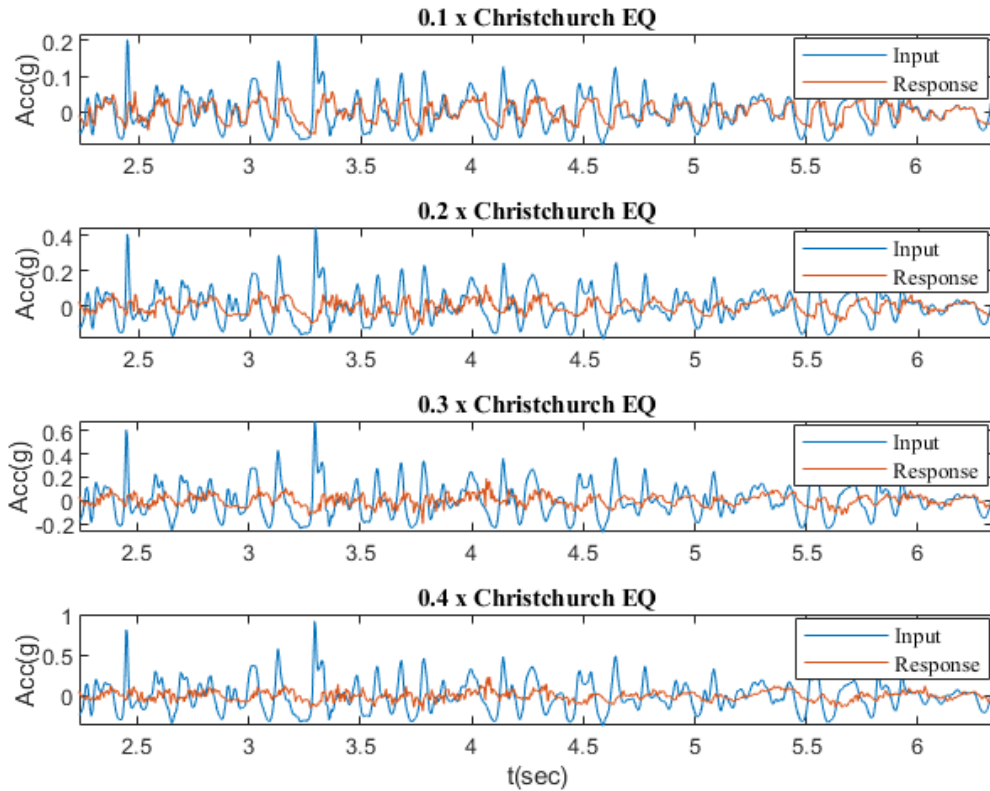 0.1 x Christchurch EQ
0.2
0.1
0
Acc(g)
Input
Response
2.5 3 3.5 4 4.5 5 5.5 6
0.2 x Christchurch EQ
0.4
0.2
0
Acc(g)
Input
Response
2.5 3 3.5 4 4.5 5 5.5 6
0.3 x Christchurch EQ
0.6
0.4
0.2
0
-0.2
Acc(g)
Input
Response
2.5 3 3.5 4 4.5 5 5.5 6
0.4 x Christchurch EQ
1
0.5
0
Acc(g)
Input
Response
2.5 3 3.5 4 4.5 5 5.5 6
t(sec)